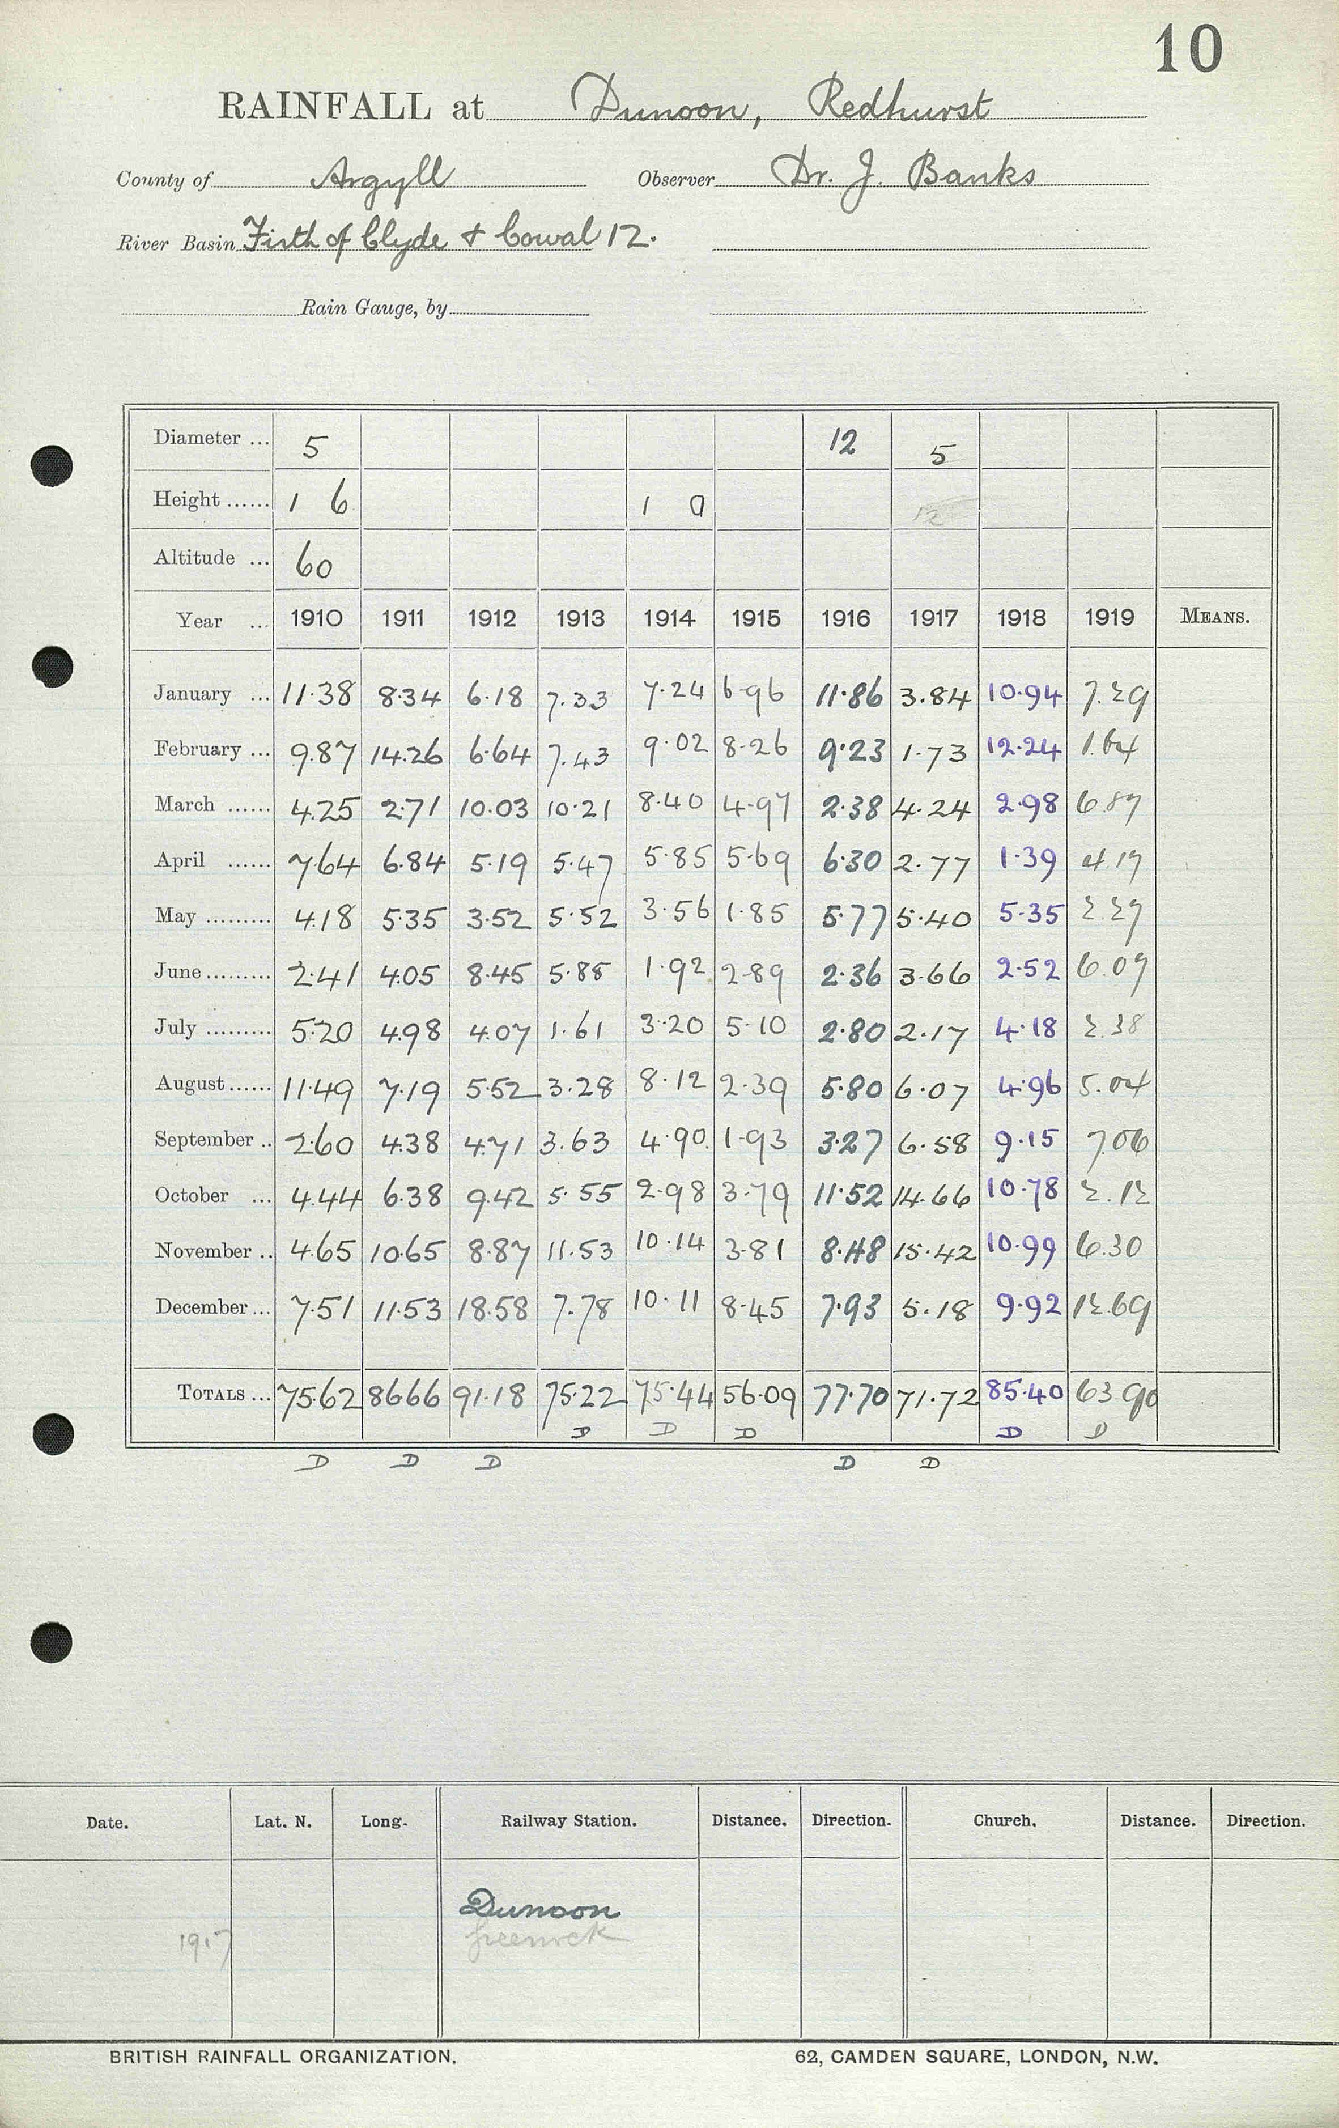 10
RAINFALL at Dunoon, Redhurst
County of Argyll Observer Dr. J. Banks
River Basin Firth of Clyde & Cowal 12.
Rain Gauge, by
Diameter ... 5 12 5
Height ...... 1 6 1 0
Altitude ... 60
Year ... 1910 1911 1912 1913 1914 1915 1916 1917 1918 1919 MEANS.
January ... 11.38 8.34 6.18 7.33 7.24 6.96 11.86 3.84 10.94 7.29
February ... 9.87 14.26 6.64 7.43 9.02 8.26 9.23 1.73 12.24 1.64
March ...... 4.25 2.71 10.03 10.21 8.40 4.97 2.38 4.24 2.98 6.87
April ...... 7.64 6.84 5.19 5.47 5.85 5.69 6.30 2.77 1.39 4.17
May ......... 4.18 5.35 3.52 5.52 3.56 1.85 5.77 5.40 5.35 2.27
June ......... 2.41 4.05 8.45 5.88 1.92 2.89 2.36 3.66 2.52 6.07
July ......... 5.20 4.98 4.07 1.61 3.20 5.10 2.80 2.17 4.18 2.38
August ...... 11.49 7.19 5.52 3.28 8.12 2.39 5.80 6.07 4.96 5.04
September .. 2.60 4.38 4.71 3.63 4.90 1.93 3.27 6.58 9.15 7.06
October ... 4.44 6.38 9.42 5.55 2.98 3.79 11.52 14.66 10.78 2.12
November .. 4.65 10.65 8.87 11.53 10.14 3.81 8.48 15.42 10.99 6.30
December ... 7.51 11.53 18.58 7.78 10.11 8.45 7.93 5.18 9.92 12.69
TOTALS ... 75.62 86.66 91.18 75.22 75.44 56.09 77.70 71.72 85.40 63.90
D D D D D
D D D D D
Date. Lat. N. Long. Railway Station. Distance. Direction. Church. Distance. Direction.
Dunoon
1917 Greenock
BRITISH RAINFALL ORGANIZATION. 62, CAMDEN SQUARE, LONDON, N.W.